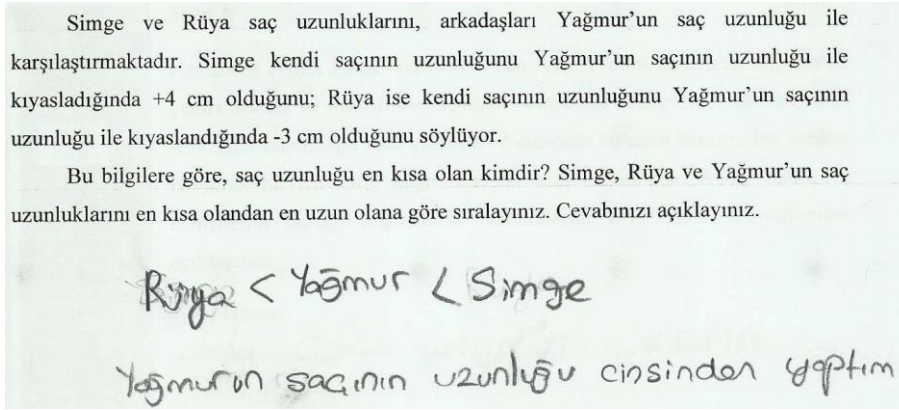 Simge ve Rüya saç uzunluklarını, arkadaşları Yağmur'un saç uzunluğu ile
karşılaştırmaktadır. Simge kendi saçının uzunluğunu Yağmur'un saçının uzunluğu ile
kıyasladığında +4 cm olduğunu; Rüya ise kendi saçının uzunluğunu Yağmur'un saçının
uzunluğu ile kıyaslandığında -3 cm olduğunu söylüyor.
Bu bilgilere göre, saç uzunluğu en kısa olan kimdir? Simge, Rüya ve Yağmur'un saç
uzunluklarını en kısa olandan en uzun olana göre sıralayınız. Cevabınızı açıklayınız.
Rüya < Yağmur < Simge
Yağmurun saçının uzunluğu cinsinden yaptım